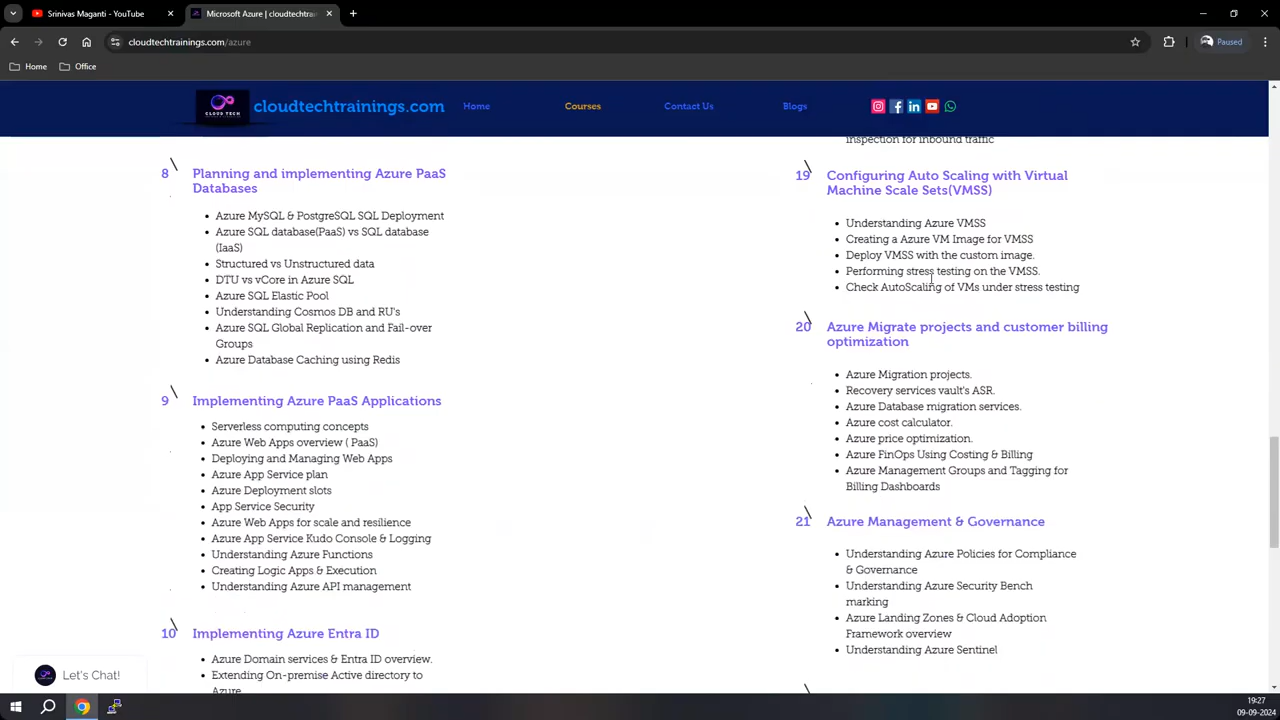 Srinivas Maganti - YouTube
Microsoft Azure | cloudtechtrai
cloudtechtrainings.com/azure
Paused
Home
Office
CLOUD TECH
cloudtechtrainings.com
Home
Courses
Contact Us
Blogs
8
Planning and implementing Azure PaaS
Databases
• Azure MySQL & PostgreSQL SQL Deployment
• Azure SQL database(PaaS) vs SQL database
(IaaS)
• Structured vs Unstructured data
• DTU vs vCore in Azure SQL
• Azure SQL Elastic Pool
• Understanding Cosmos DB and RU's
• Azure SQL Global Replication and Fail-over
Groups
• Azure Database Caching using Redis
9
Implementing Azure PaaS Applications
• Serverless computing concepts
• Azure Web Apps overview ( PaaS)
• Deploying and Managing Web Apps
• Azure App Service plan
• Azure Deployment slots
• App Service Security
• Azure Web Apps for scale and resilience
• Azure App Service Kudo Console & Logging
• Understanding Azure Functions
• Creating Logic Apps & Execution
• Understanding Azure API management
10
Implementing Azure Entra ID
• Azure Domain services & Entra ID overview.
• Extending On-premise Active directory to
Azure
inspection for inbound traffic
19
Configuring Auto Scaling with Virtual
Machine Scale Sets(VMSS)
• Understanding Azure VMSS
• Creating a Azure VM Image for VMSS
• Deploy VMSS with the custom image.
• Performing stress testing on the VMSS.
• Check AutoScaling of VMs under stress testing
20
Azure Migrate projects and customer billing
optimization
• Azure Migration projects.
• Recovery services vault's ASR.
• Azure Database migration services.
• Azure cost calculator.
• Azure price optimization.
• Azure FinOps Using Costing & Billing
• Azure Management Groups and Tagging for
Billing Dashboards
21
Azure Management & Governance
• Understanding Azure Policies for Compliance
& Governance
• Understanding Azure Security Bench
marking
• Azure Landing Zones & Cloud Adoption
Framework overview
• Understanding Azure Sentinel
Let's Chat!
19:27
09-09-2024